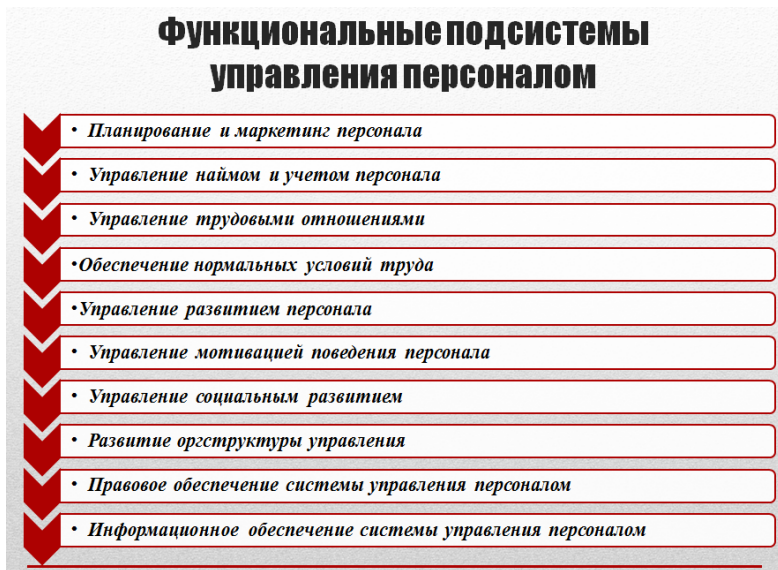 Функциональные подсистемы
управления персоналом
• Планирование и маркетинг персонала
• Управление наймом и учетом персонала
• Управление трудовыми отношениями
•Обеспечение нормальных условий труда
•Управление развитием персонала
• Управление мотивацией поведения персонала
• Управление социальным развитием
• Развитие оргструктуры управления
• Правовое обеспечение системы управления персоналом
• Информационное обеспечение системы управления персоналом